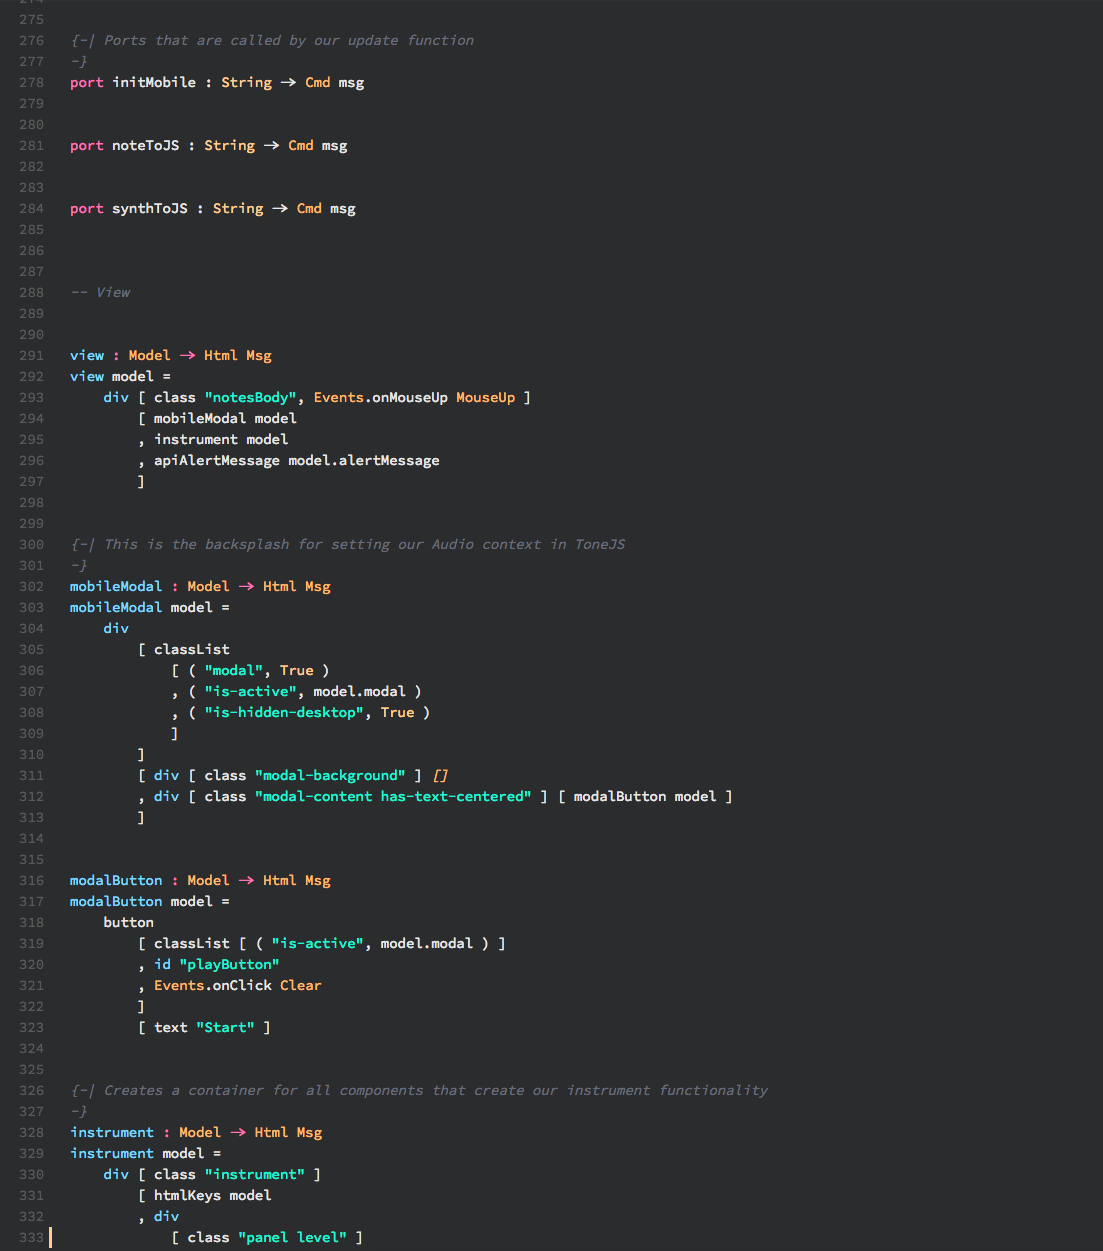 274
275
276 {-| Ports that are called by our update function
277 -}
278 port initMobile : String → Cmd msg
279
280
281 port noteToJS : String → Cmd msg
282
283
284 port synthToJS : String → Cmd msg
285
286
287
288 -- View
289
290
291 view : Model → Html Msg
292 view model =
293     div [ class "notesBody", Events.onMouseUp MouseUp ]
294         [ mobileModal model
295         , instrument model
296         , apiAlertMessage model.alertMessage
297         ]
298
299
300 {-| This is the backsplash for setting our Audio context in ToneJS
301 -}
302 mobileModal : Model → Html Msg
303 mobileModal model =
304     div
305         [ classList
306             [ ( "modal", True )
307             , ( "is-active", model.modal )
308             , ( "is-hidden-desktop", True )
309             ]
310         ]
311         [ div [ class "modal-background" ] []
312         , div [ class "modal-content has-text-centered" ] [ modalButton model ]
313         ]
314
315
316 modalButton : Model → Html Msg
317 modalButton model =
318     button
319         [ classList [ ( "is-active", model.modal ) ]
320         , id "playButton"
321         , Events.onClick Clear
322         ]
323         [ text "Start" ]
324
325
326 {-| Creates a container for all components that create our instrument functionality
327 -}
328 instrument : Model → Html Msg
329 instrument model =
330     div [ class "instrument" ]
331         [ htmlKeys model
332         , div
333             [ class "panel level" ]